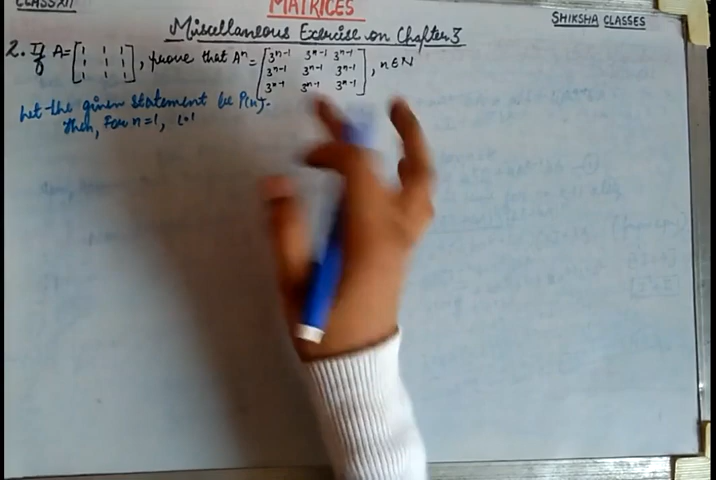 CLASS XII
MATRICES
SHIKSHA CLASSES
Miscellaneous Exercise on Chapter 3
2. If A= [1 1 1 , prove that Aⁿ = [3ⁿ⁻¹ 3ⁿ⁻¹ 3ⁿ⁻¹
1 1 1 3ⁿ⁻¹ 3ⁿ⁻¹ 3ⁿ⁻¹ , n∈N
1 1 1] 3ⁿ⁻¹ 3ⁿ⁻¹ 3ⁿ⁻¹]
Let the given statement be P(n).
Then, For n=1,